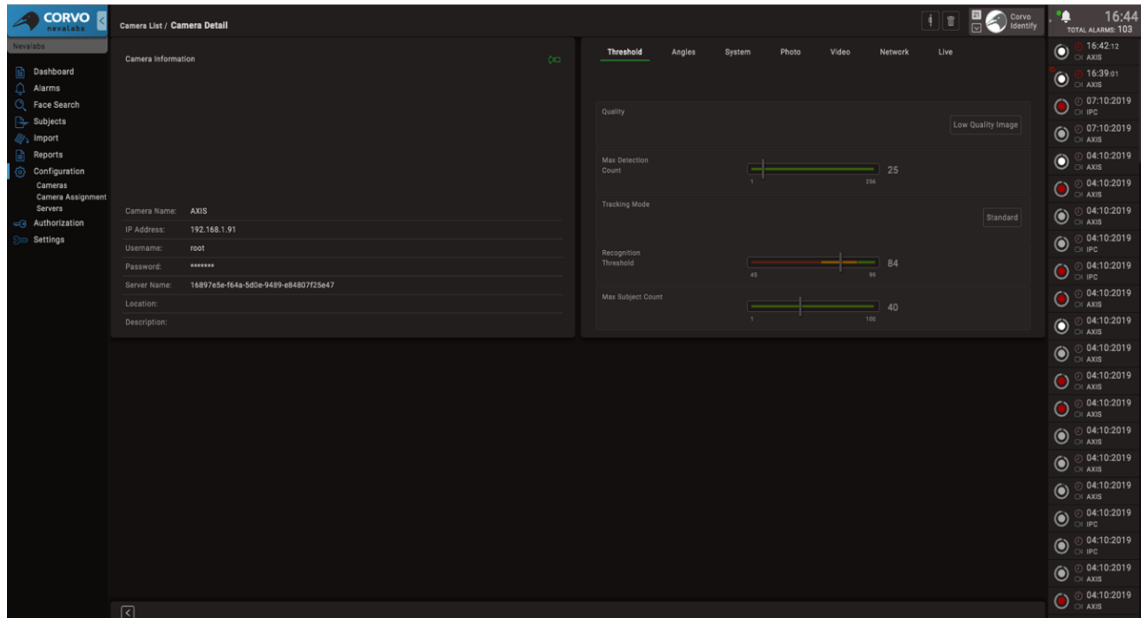 CORVO
nevalabs
<
Camera List / Camera Detail
Corvo
Identify
16:44
TOTAL ALARMS: 103
Nevalabs
Dashboard
Alarms
Face Search
Subjects
Import
Reports
Configuration
Cameras
Camera Assignment
Servers
Authorization
Settings
Camera Information
Camera Name: AXIS
IP Address: 192.168.1.91
Username: root
Password: *******
Server Name: 16897e5e-f64a-5d0e-9489-e84807f25e47
Location:
Description:
Threshold Angles System Photo Video Network Live
Quality
Low Quality Image
Max Detection
Count
25
1 256
Tracking Mode
Standard
Recognition
Threshold
84
45 99
Max Subject Count
40
1 100
16:42:12
AXIS
16:39:01
AXIS
07:10:2019
IPC
07:10:2019
AXIS
04:10:2019
AXIS
04:10:2019
AXIS
04:10:2019
AXIS
04:10:2019
IPC
04:10:2019
IPC
04:10:2019
AXIS
04:10:2019
AXIS
04:10:2019
AXIS
04:10:2019
AXIS
04:10:2019
AXIS
04:10:2019
AXIS
04:10:2019
AXIS
04:10:2019
AXIS
04:10:2019
IPC
04:10:2019
IPC
04:10:2019
AXIS
04:10:2019
AXIS
<